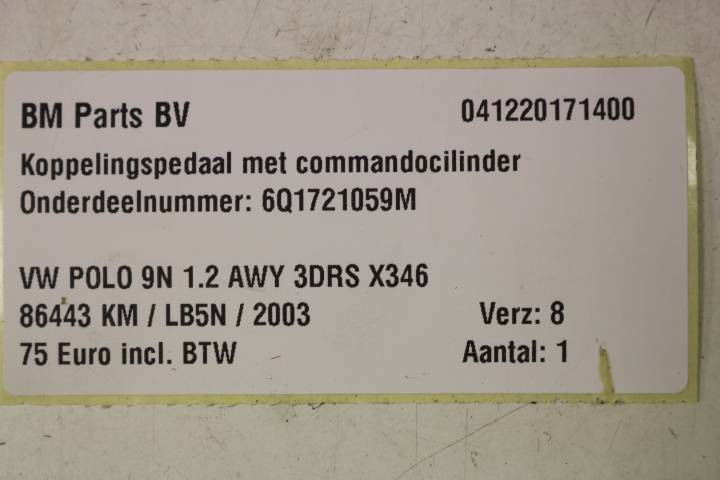 BM Parts BV 041220171400
Koppelingspedaal met commandocilinder
Onderdeelnummer: 6Q1721059M
VW POLO 9N 1.2 AWY 3DRS X346
86443 KM / LB5N / 2003 Verz: 8
75 Euro incl. BTW Aantal: 1